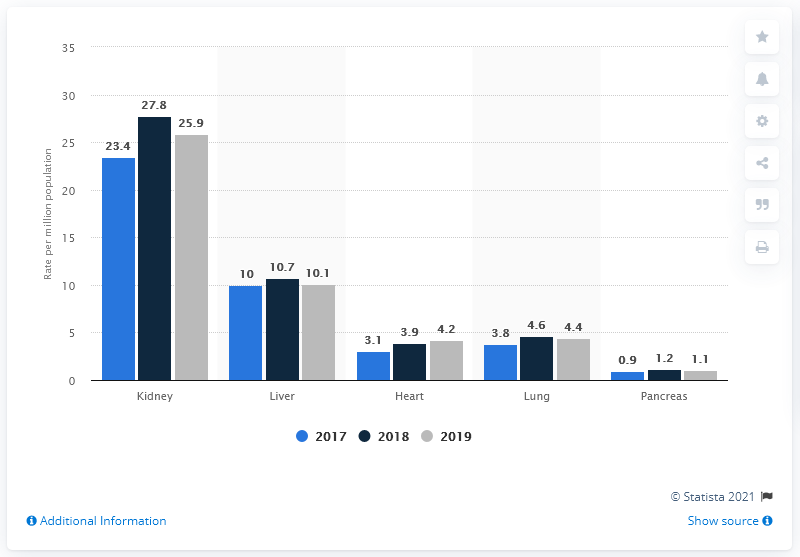 35
30
25
20
15
10
5
0
Rate per million population
23.4
27.8
25.9
10
10.7
10.1
3.1
3.9
4.2
3.8
4.6
4.4
0.9
1.2
1.1
Kidney
Liver
Heart
Lung
Pancreas
2017
2018
2019
© Statista 2021
Additional Information
Show source